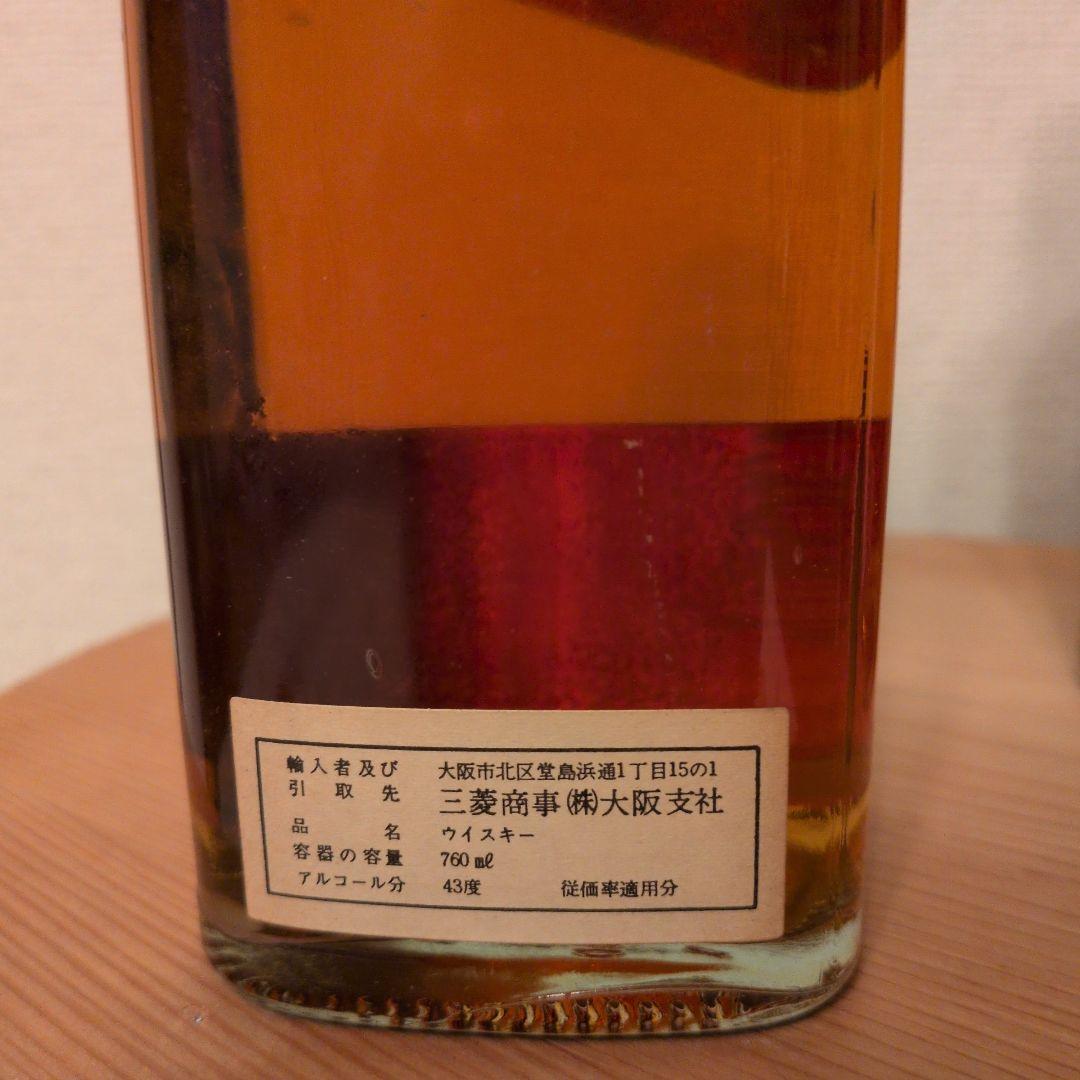 輸入者及び 大阪市北区堂島浜通1丁目15の1
引取先 三菱商事㈱大阪支社
品名 ウイスキー
容器の容量 760㎖
アルコール分 43度 従価率適用分